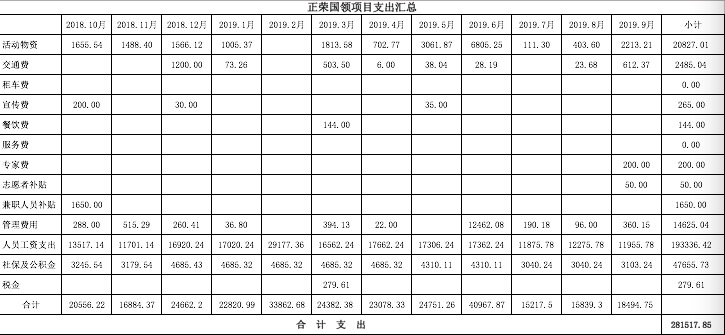 正荣国领项目支出汇总
2018.10月 2018.11月 2018.12月 2019.1月 2019.2月 2019.3月 2019.4月 2019.5月 2019.6月 2019.7月 2019.8月 2019.9月 小计
活动物资 1655.54 1488.40 1566.12 1005.37 1813.58 702.77 3061.87 6805.25 111.30 403.60 2213.21 20827.01
交通费 1200.00 73.26 503.50 6.00 38.04 28.19 23.68 612.37 2485.04
租车费 0.00
宣传费 200.00 30.00 35.00 265.00
餐饮费 144.00 144.00
服务费 0.00
专家费 200.00 200.00
志愿者补贴 50.00 50.00
兼职人员补贴 1650.00 1650.00
管理费用 288.00 515.29 260.41 36.80 394.13 22.00 12462.08 190.18 96.00 360.15 14625.04
人员工资支出 13517.14 11701.14 16920.24 17020.24 29177.36 16562.24 17662.24 17306.24 17362.24 11875.78 12275.78 11955.78 193336.42
社保及公积金 3245.54 3179.54 4685.43 4685.32 4685.32 4685.32 4685.32 4310.11 4310.11 3040.24 3040.24 3103.24 47655.73
税金 279.61 279.61
合计 20556.22 16884.37 24662.2 22820.99 33862.68 24382.38 23078.33 24751.26 40967.87 15217.5 15839.3 18494.75
合 计 支 出 281517.85